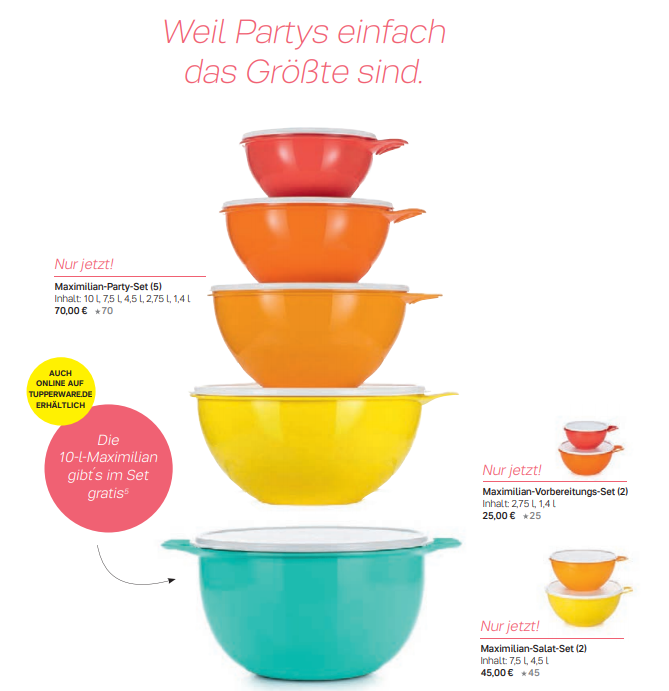 Weil Partys einfach
das Größte sind.
Nur jetzt!
Maximilian-Party-Set (5)
Inhalt: 10 l, 7,5 l, 4,5 l, 2,75 l, 1,4 l
70,00 € ★70
AUCH
ONLINE AUF
TUPPERWARE.DE
ERHÄLTLICH
Die
10-l-Maximilian
gibt´s im Set
gratis⁵
Nur jetzt!
Maximilian-Vorbereitungs-Set (2)
Inhalt: 2,75 l, 1,4 l
25,00 € ★25
Nur jetzt!
Maximilian-Salat-Set (2)
Inhalt: 7,5 l, 4,5 l
45,00 € ★45